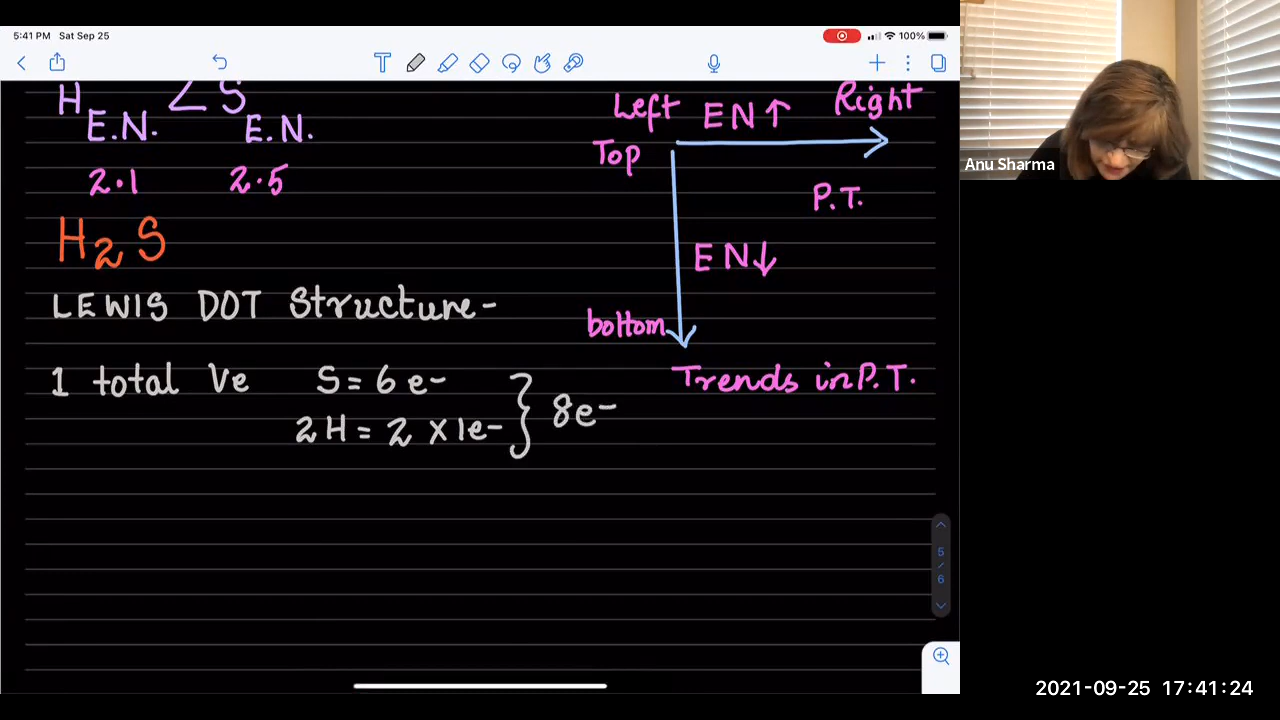 5:41 PM Sat Sep 25
100%
H E.N. < S E.N.
2.1 2.5
H2S
LEWIS DOT Structure-
1 total Ve S = 6 e-
2H = 2 x 1e- } 8e-
Left EN↑ Right
Top
P.T.
EN↓
bottom
Trends in P.T.
5
/
6
Anu Sharma
2021-09-25 17:41:24